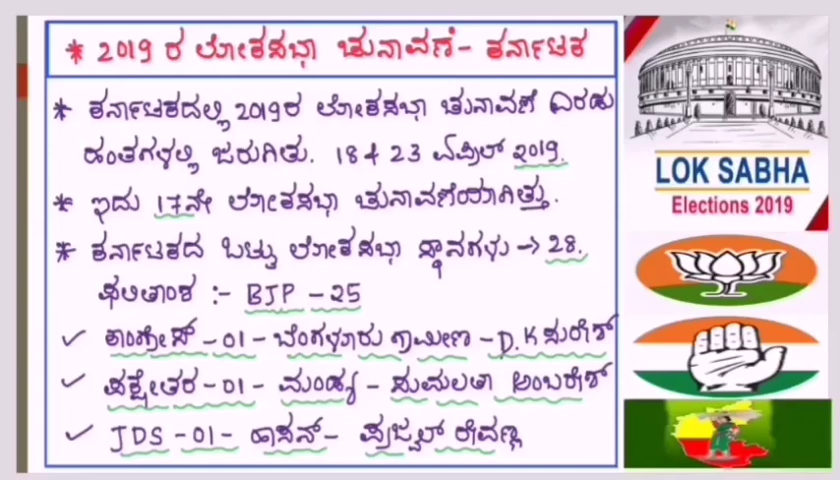 * 2019 ರ ಲೋಕಸಭಾ ಚುನಾವಣೆ - ಕರ್ನಾಟಕ
* ಕರ್ನಾಟಕದಲ್ಲಿ 2019ರ ಲೋಕಸಭಾ ಚುನಾವಣೆ ಎರಡು
ಹಂತಗಳಲ್ಲಿ ಜರುಗಿತು. 18 & 23 ಏಪ್ರಿಲ್ 2019.
* ಇದು 17ನೇ ಲೋಕಸಭಾ ಚುನಾವಣೆಯಾಗಿತ್ತು.
* ಕರ್ನಾಟಕದ ಒಟ್ಟು ಲೋಕಸಭಾ ಸ್ಥಾನಗಳು → 28.
ಫಲಿತಾಂಶ :- BJP - 25
✓ ಕಾಂಗ್ರೇಸ್ - 01 - ಬೆಂಗಳೂರು ಗ್ರಾಮೀಣ - D.K ಸುರೇಶ್
✓ ಪಕ್ಷೇತರ - 01 - ಮಂಡ್ಯ - ಸುಮಲತಾ ಅಂಬರೀಶ್
✓ JDS - 01 - ಹಾಸನ್ - ಪ್ರಜ್ವಲ್ ರೇವಣ್ಣ
LOK SABHA
Elections 2019